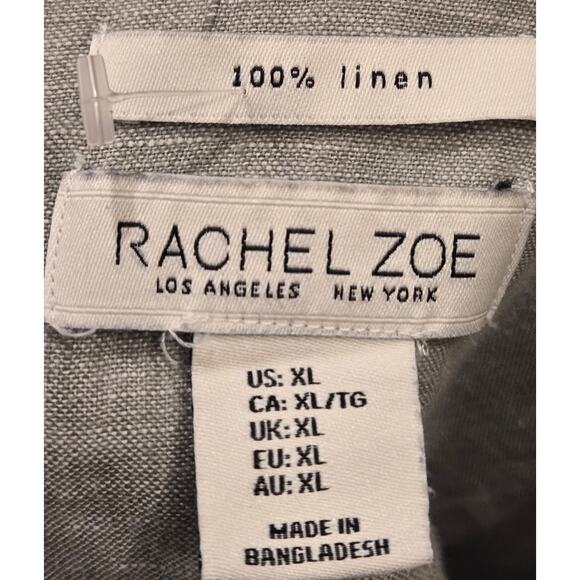 100% linen
RACHEL ZOE
LOS ANGELES NEW YORK
US: XL
CA: XL/TG
UK: XL
EU: XL
AU: XL
MADE IN
BANGLADESH